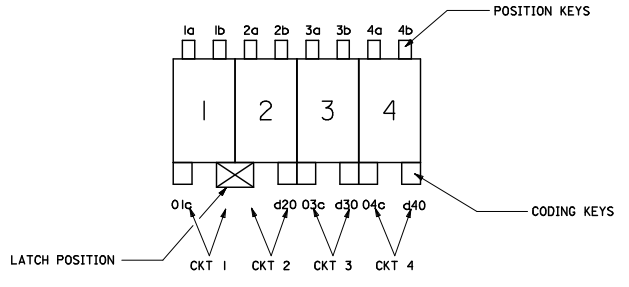 POSITION KEYS
1a 1b 2a 2b 3a 3b 4a 4b
1 2 3 4
01c d20 03c d30 04c d40
CODING KEYS
LATCH POSITION
CKT 1 CKT 2 CKT 3 CKT 4